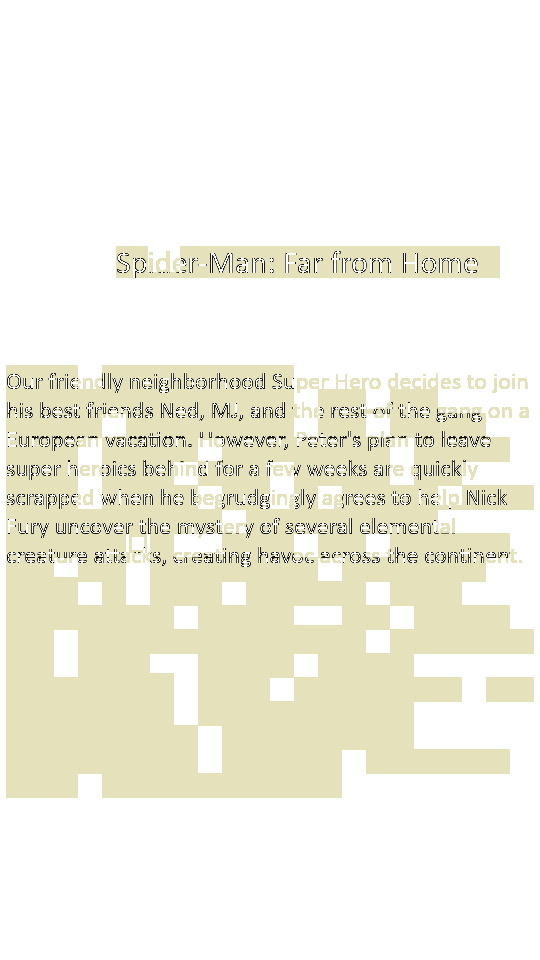 Spider-Man: Far from Home
Our friendly neighborhood Super Hero decides to join
his best friends Ned, MJ, and the rest of the gang on a
European vacation. However, Peter's plan to leave
super heroics behind for a few weeks are quickly
scrapped when he begrudgingly agrees to help Nick
Fury uncover the mystery of several elemental
creature attacks, creating havoc across the continent.